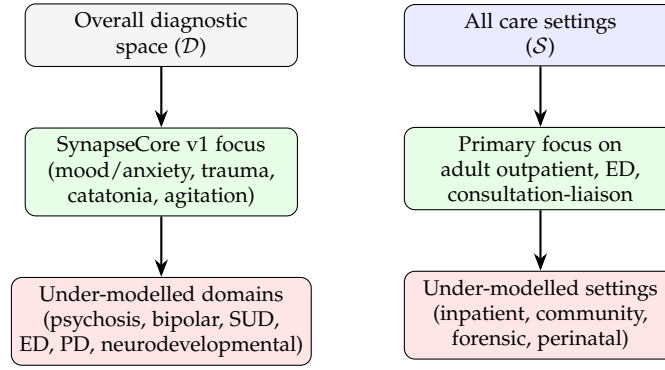 Overall diagnostic
space (𝒟)
SynapseCore v1 focus
(mood/anxiety, trauma,
catatonia, agitation)
Under-modelled domains
(psychosis, bipolar, SUD,
ED, PD, neurodevelopmental)
All care settings
(𝒮)
Primary focus on
adult outpatient, ED,
consultation-liaison
Under-modelled settings
(inpatient, community,
forensic, perinatal)